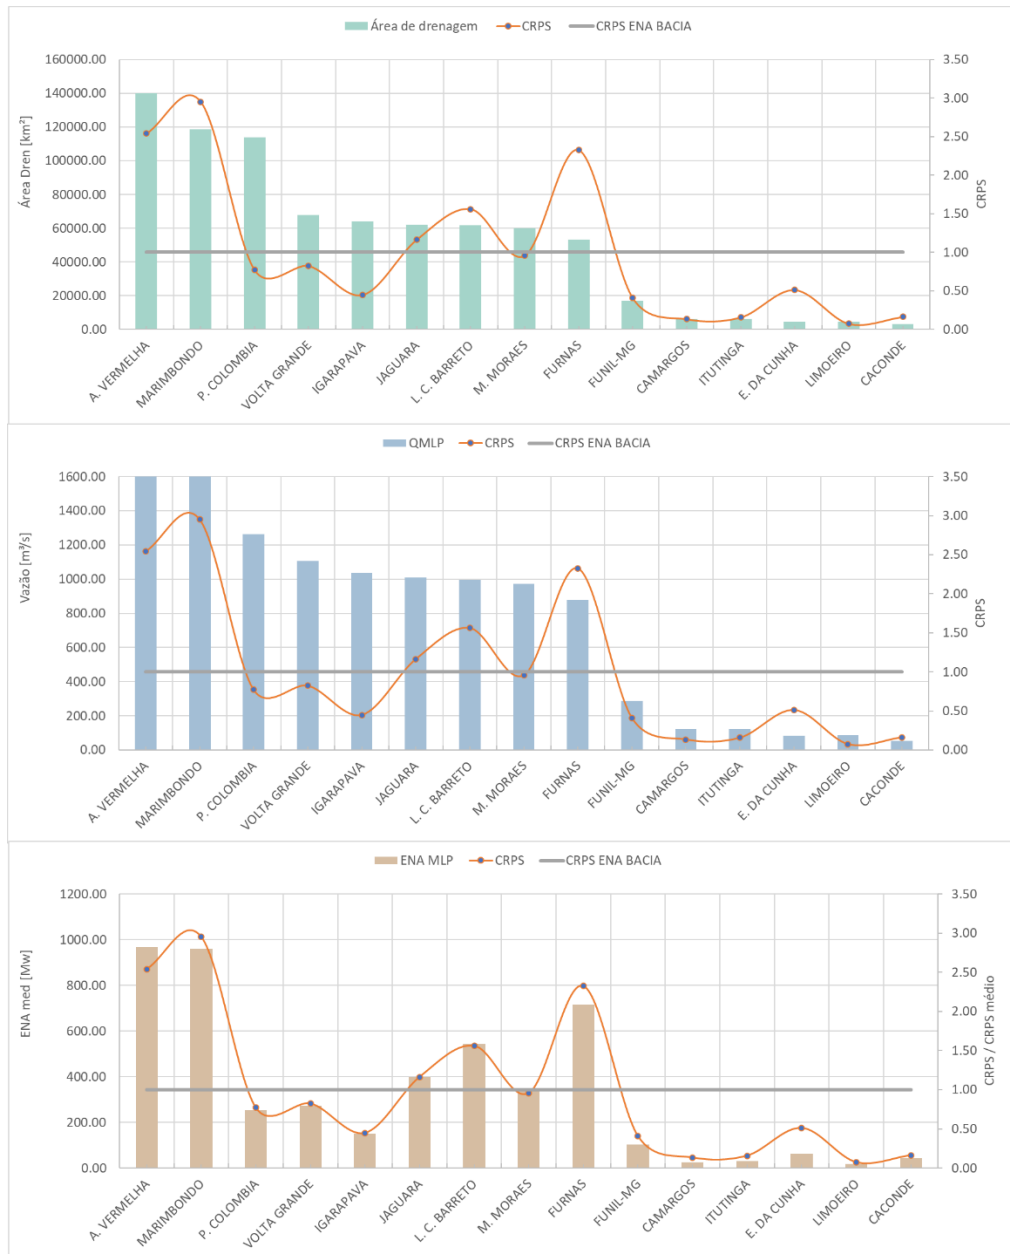 Área de drenagem CRPS CRPS ENA BACIA
160000.00 3.50
140000.00 3.00
120000.00 2.50
100000.00 2.00
80000.00 1.50
60000.00 1.00
40000.00 0.50
20000.00 0.00
0.00
Área Dren [km²]
CRPS
A. VERMELHA
MARIMBONDO
P. COLOMBIA
VOLTA GRANDE
IGARAPAVA
JAGUARA
L. C. BARRETO
M. MORAES
FURNAS
FUNIL-MG
CAMARGOS
ITUTINGA
E. DA CUNHA
LIMOEIRO
CACONDE
QMLP CRPS CRPS ENA BACIA
1600.00 3.50
1400.00 3.00
1200.00 2.50
1000.00 2.00
800.00 1.50
600.00 1.00
400.00 0.50
200.00 0.00
0.00
Vazão [m³/s]
CRPS
A. VERMELHA
MARIMBONDO
P. COLOMBIA
VOLTA GRANDE
IGARAPAVA
JAGUARA
L. C. BARRETO
M. MORAES
FURNAS
FUNIL-MG
CAMARGOS
ITUTINGA
E. DA CUNHA
LIMOEIRO
CACONDE
ENA MLP CRPS CRPS ENA BACIA
1200.00 3.50
1000.00 3.00
800.00 2.50
600.00 2.00
400.00 1.50
200.00 1.00
0.00 0.50
0.00
ENA med [Mw]
CRPS / CRPS médio
A. VERMELHA
MARIMBONDO
P. COLOMBIA
VOLTA GRANDE
IGARAPAVA
JAGUARA
L. C. BARRETO
M. MORAES
FURNAS
FUNIL-MG
CAMARGOS
ITUTINGA
E. DA CUNHA
LIMOEIRO
CACONDE